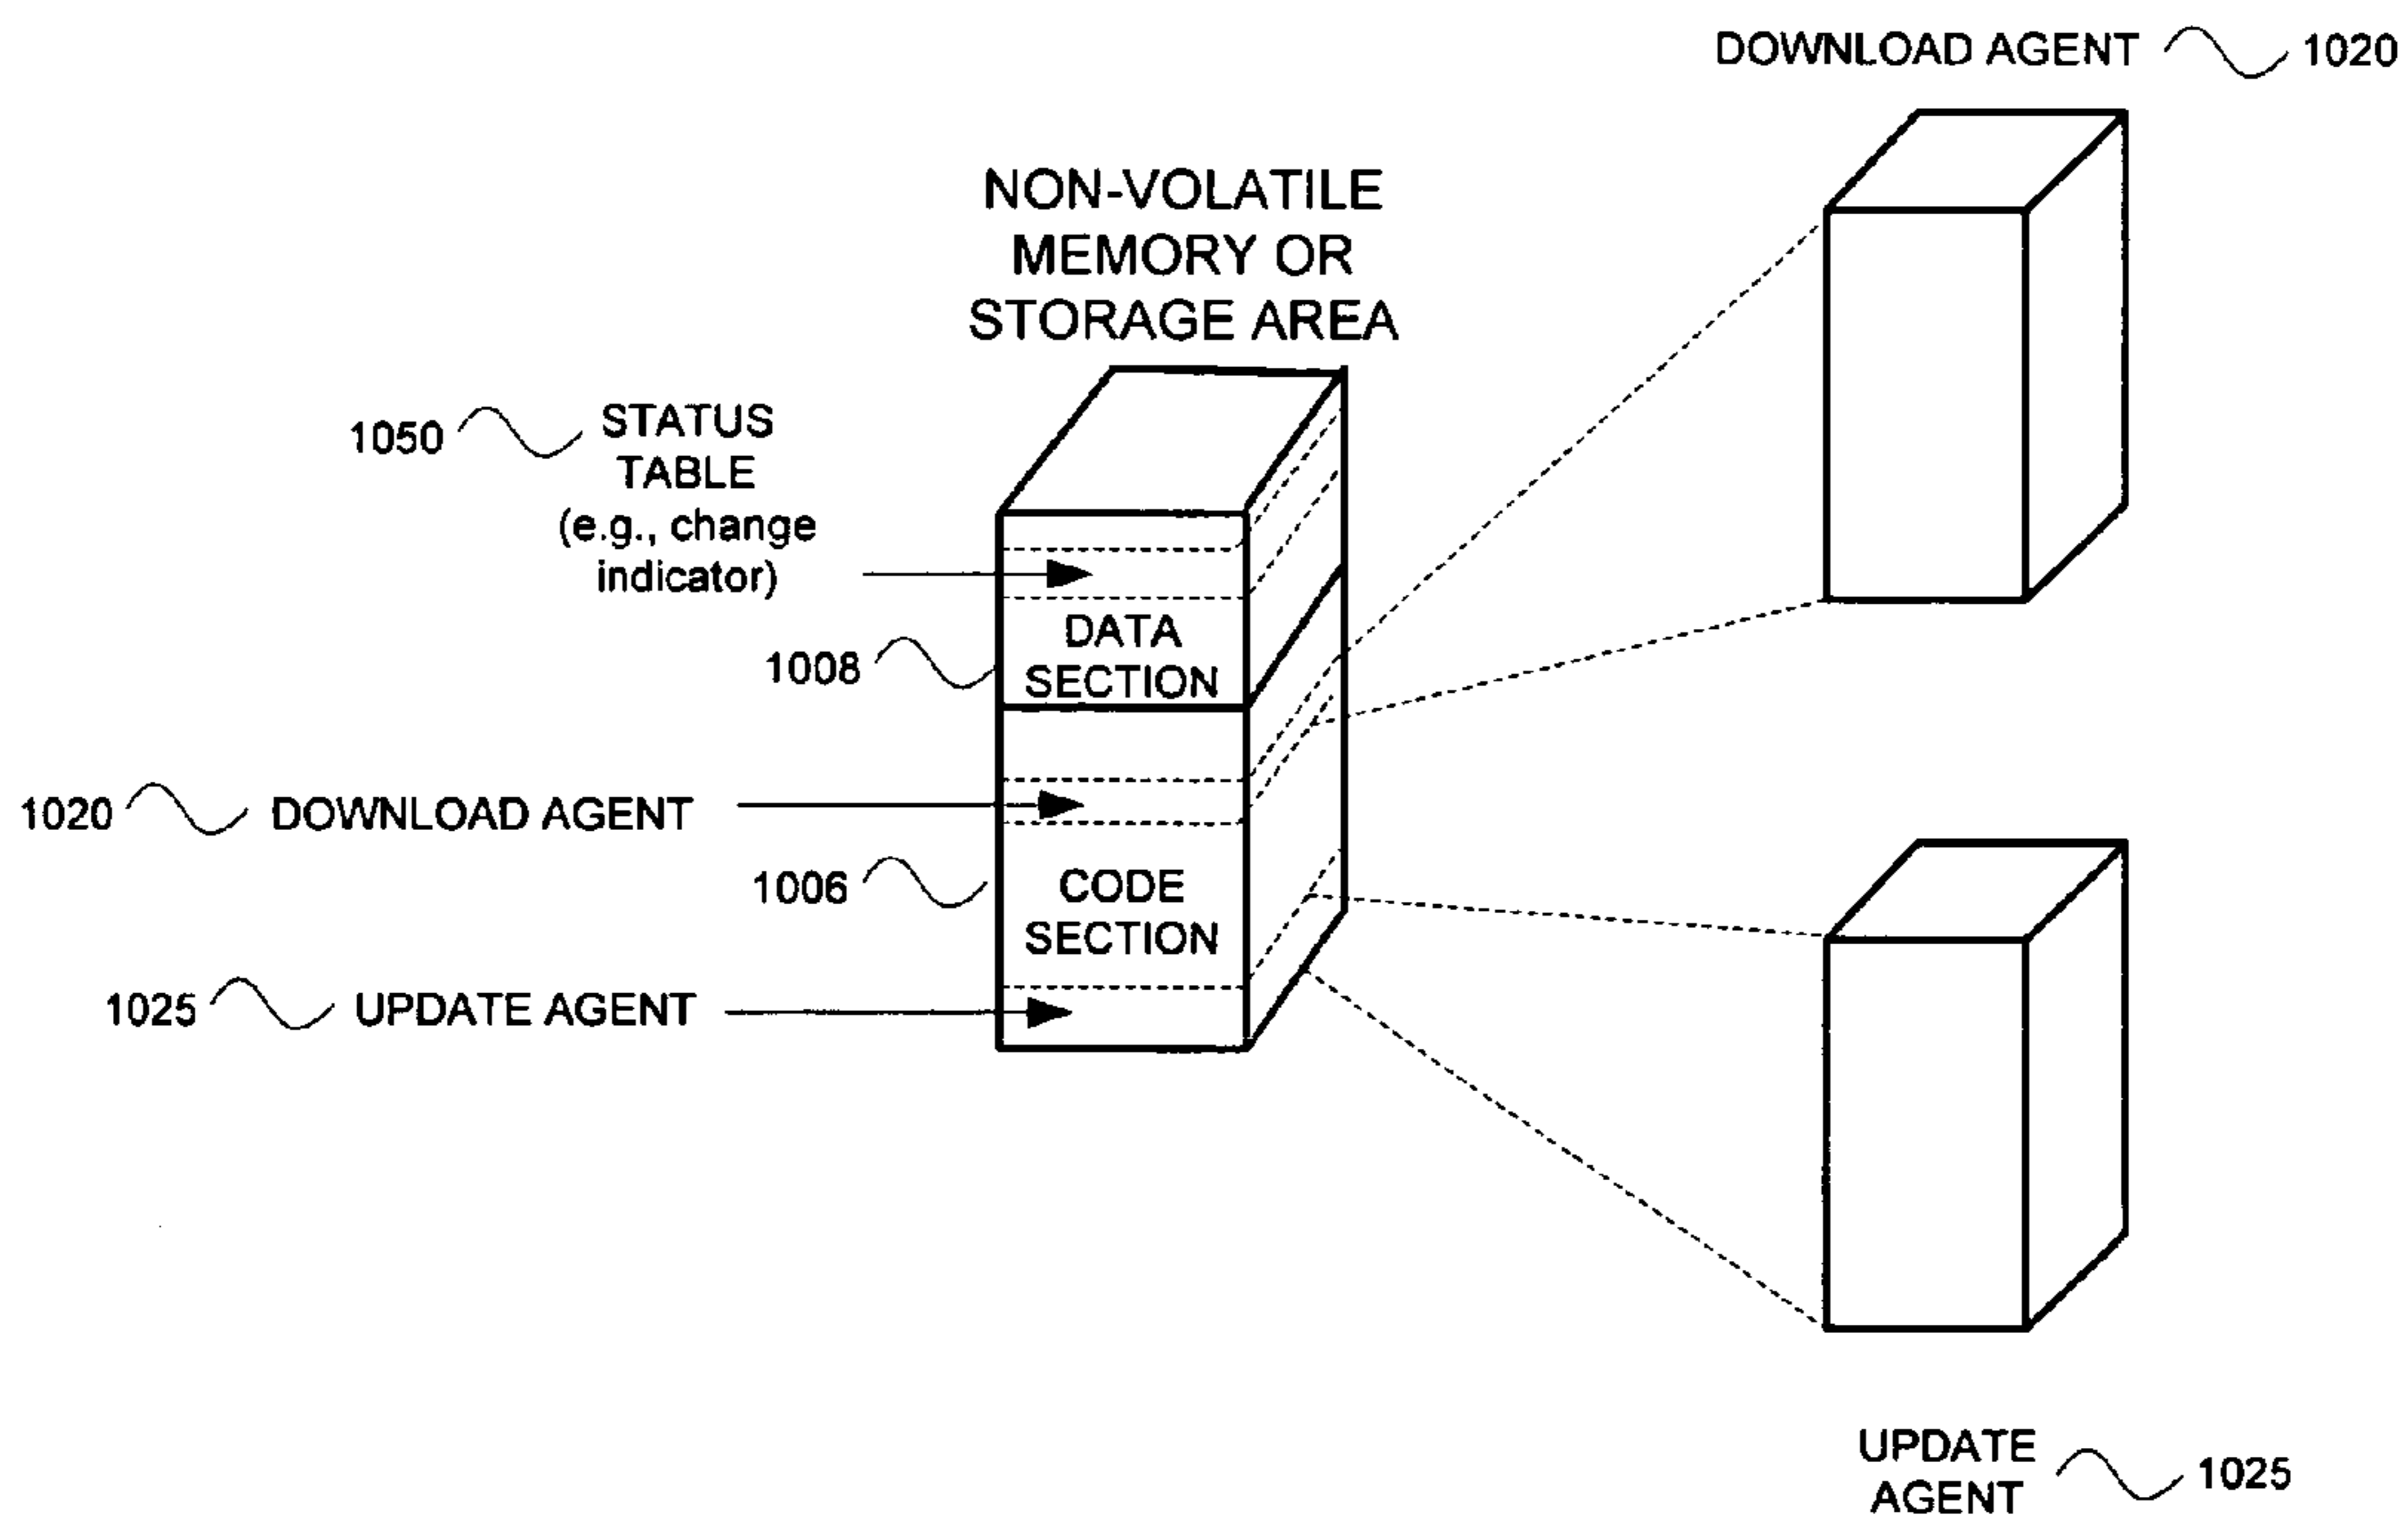 DOWNLOAD AGENT 1020
NON-VOLATILE
MEMORY OR
STORAGE AREA
1050 STATUS
TABLE
(e.g., change
indicator)
DATA
SECTION
1008
1020 DOWNLOAD AGENT
1006
CODE
SECTION
1025 UPDATE AGENT
UPDATE
AGENT
1025